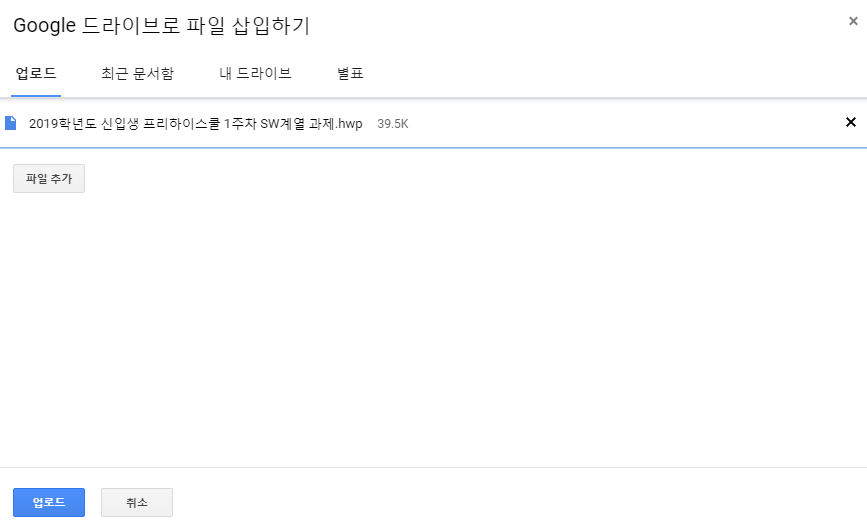 Google 드라이브로 파일 삽입하기
업로드 최근 문서함 내 드라이브 별표
2019학년도 신입생 프리하이스쿨 1주차 SW계열 과제.hwp 39.5K
파일 추가
업로드 취소